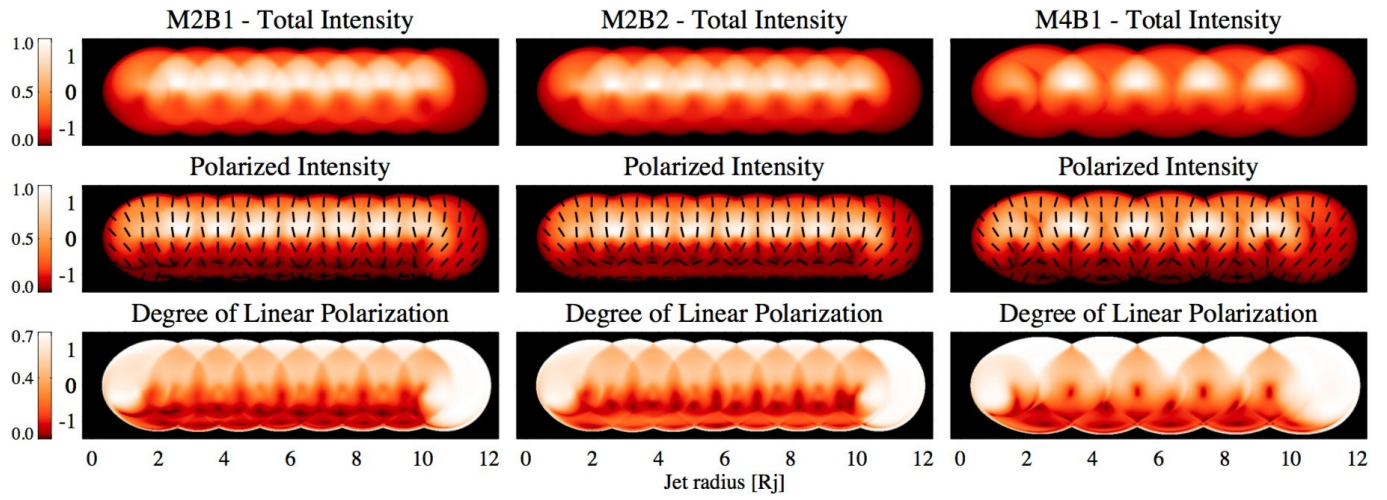 M2B1 - Total Intensity
M2B2 - Total Intensity
M4B1 - Total Intensity
1.0
0.5
0.0
1
0
-1
Polarized Intensity
Polarized Intensity
Polarized Intensity
1.0
0.5
0.0
1
0
-1
Degree of Linear Polarization
Degree of Linear Polarization
Degree of Linear Polarization
0.7
0.4
0.0
1
0
-1
0 2 4 6 8 10 12
0 2 4 6 8 10 12
0 2 4 6 8 10 12
Jet radius [Rj]